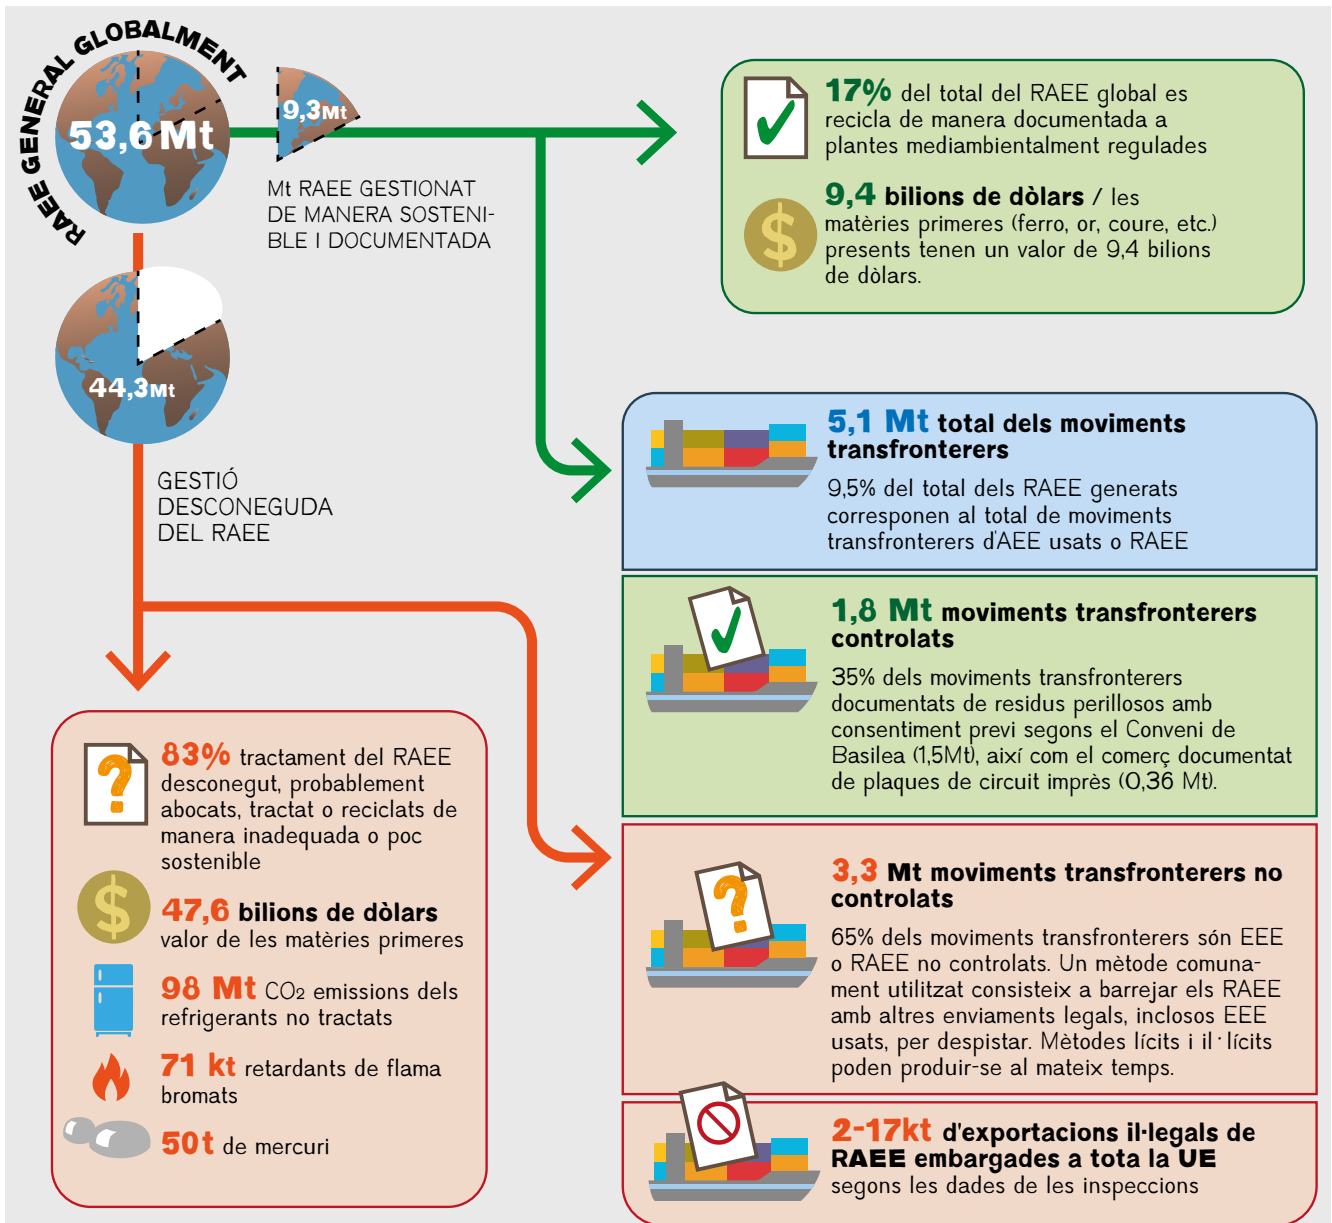 RAEE GENERAL GLOBALMENT
53,6 Mt
9,3Mt
Mt RAEE GESTIONAT
DE MANERA SOSTENI-
BLE I DOCUMENTADA
17% del total del RAEE global es
recicla de manera documentada a
plantes mediambientalment regulades
9,4 bilions de dòlars / les
matèries primeres (ferro, or, coure, etc.)
presents tenen un valor de 9,4 bilions
de dòlars.
44,3Mt
GESTIÓ
DESCONEGUDA
DEL RAEE
5,1 Mt total dels moviments
transfronterers
9,5% del total dels RAEE generats
corresponen al total de moviments
transfronterers d'AEE usats o RAEE
1,8 Mt moviments transfronterers
controlats
35% dels moviments transfronterers
documentats de residus perillosos amb
consentiment previ segons el Conveni de
Basilea (1,5Mt), així com el comerç documentat
de plaques de circuit imprès (0,36 Mt).
83% tractament del RAEE
desconegut, probablement
abocats, tractat o reciclats de
manera inadequada o poc
sostenible
47,6 bilions de dòlars
valor de les matèries primeres
98 Mt CO2 emissions dels
refrigerants no tractats
71 kt retardants de flama
bromats
50t de mercuri
3,3 Mt moviments transfronterers no
controlats
65% dels moviments transfronterers són EEE
o RAEE no controlats. Un mètode comuna-
ment utilitzat consisteix a barrejar els RAEE
amb altres enviaments legals, inclosos EEE
usats, per despistar. Mètodes lícits i il·lícits
poden produir-se al mateix temps.
2-17kt d'exportacions il·legals de
RAEE embargades a tota la UE
segons les dades de les inspeccions